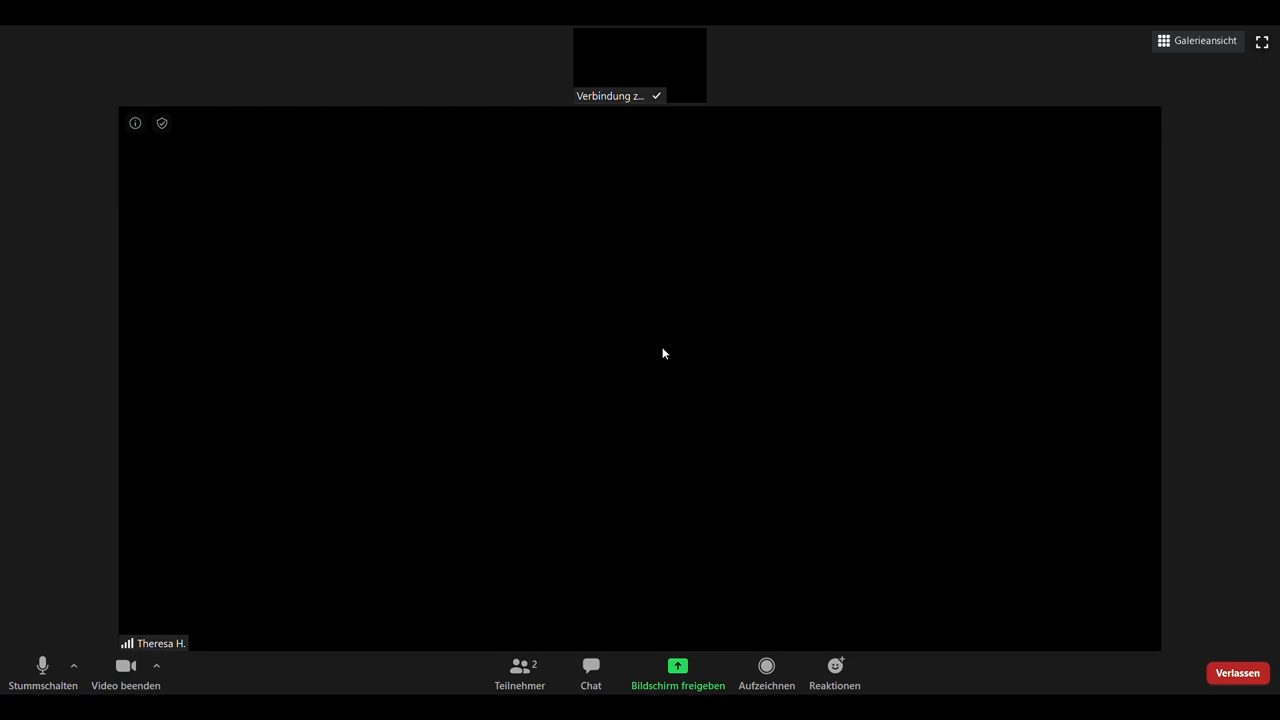 Galerieansicht
Verbindung z... ✓
Theresa H.
Stummschalten
Video beenden
2
Teilnehmer
Chat
Bildschirm freigeben
Aufzeichnen
Reaktionen
Verlassen